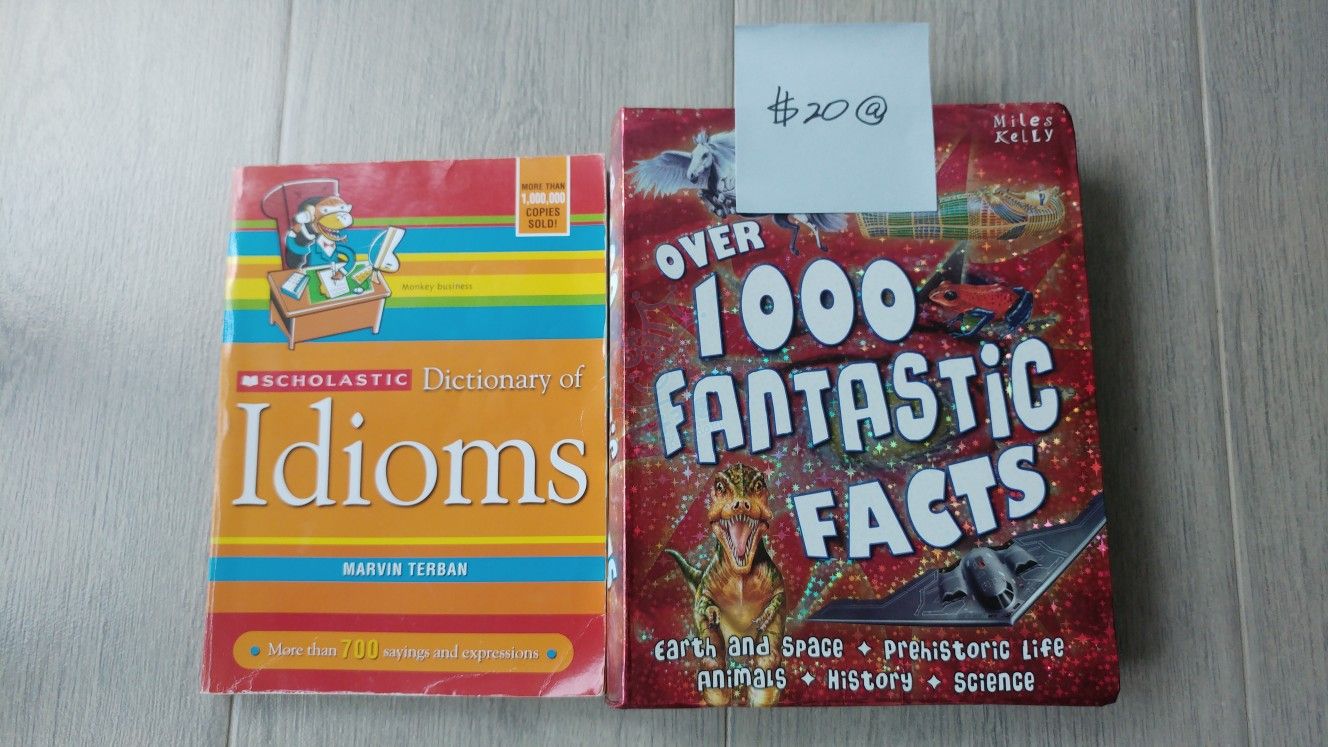 $20@
MORE THAN
1,000,000
COPIES
SOLD!
Monkey business
SCHOLASTIC Dictionary of
Idioms
MARVIN TERBAN
• More than 700 sayings and expressions •
Miles
Kelly
OVER
1000
FANTASTiC
FACTS
Earth and Space ✦ Prehistoric Life
Animals ✦ History ✦ Science